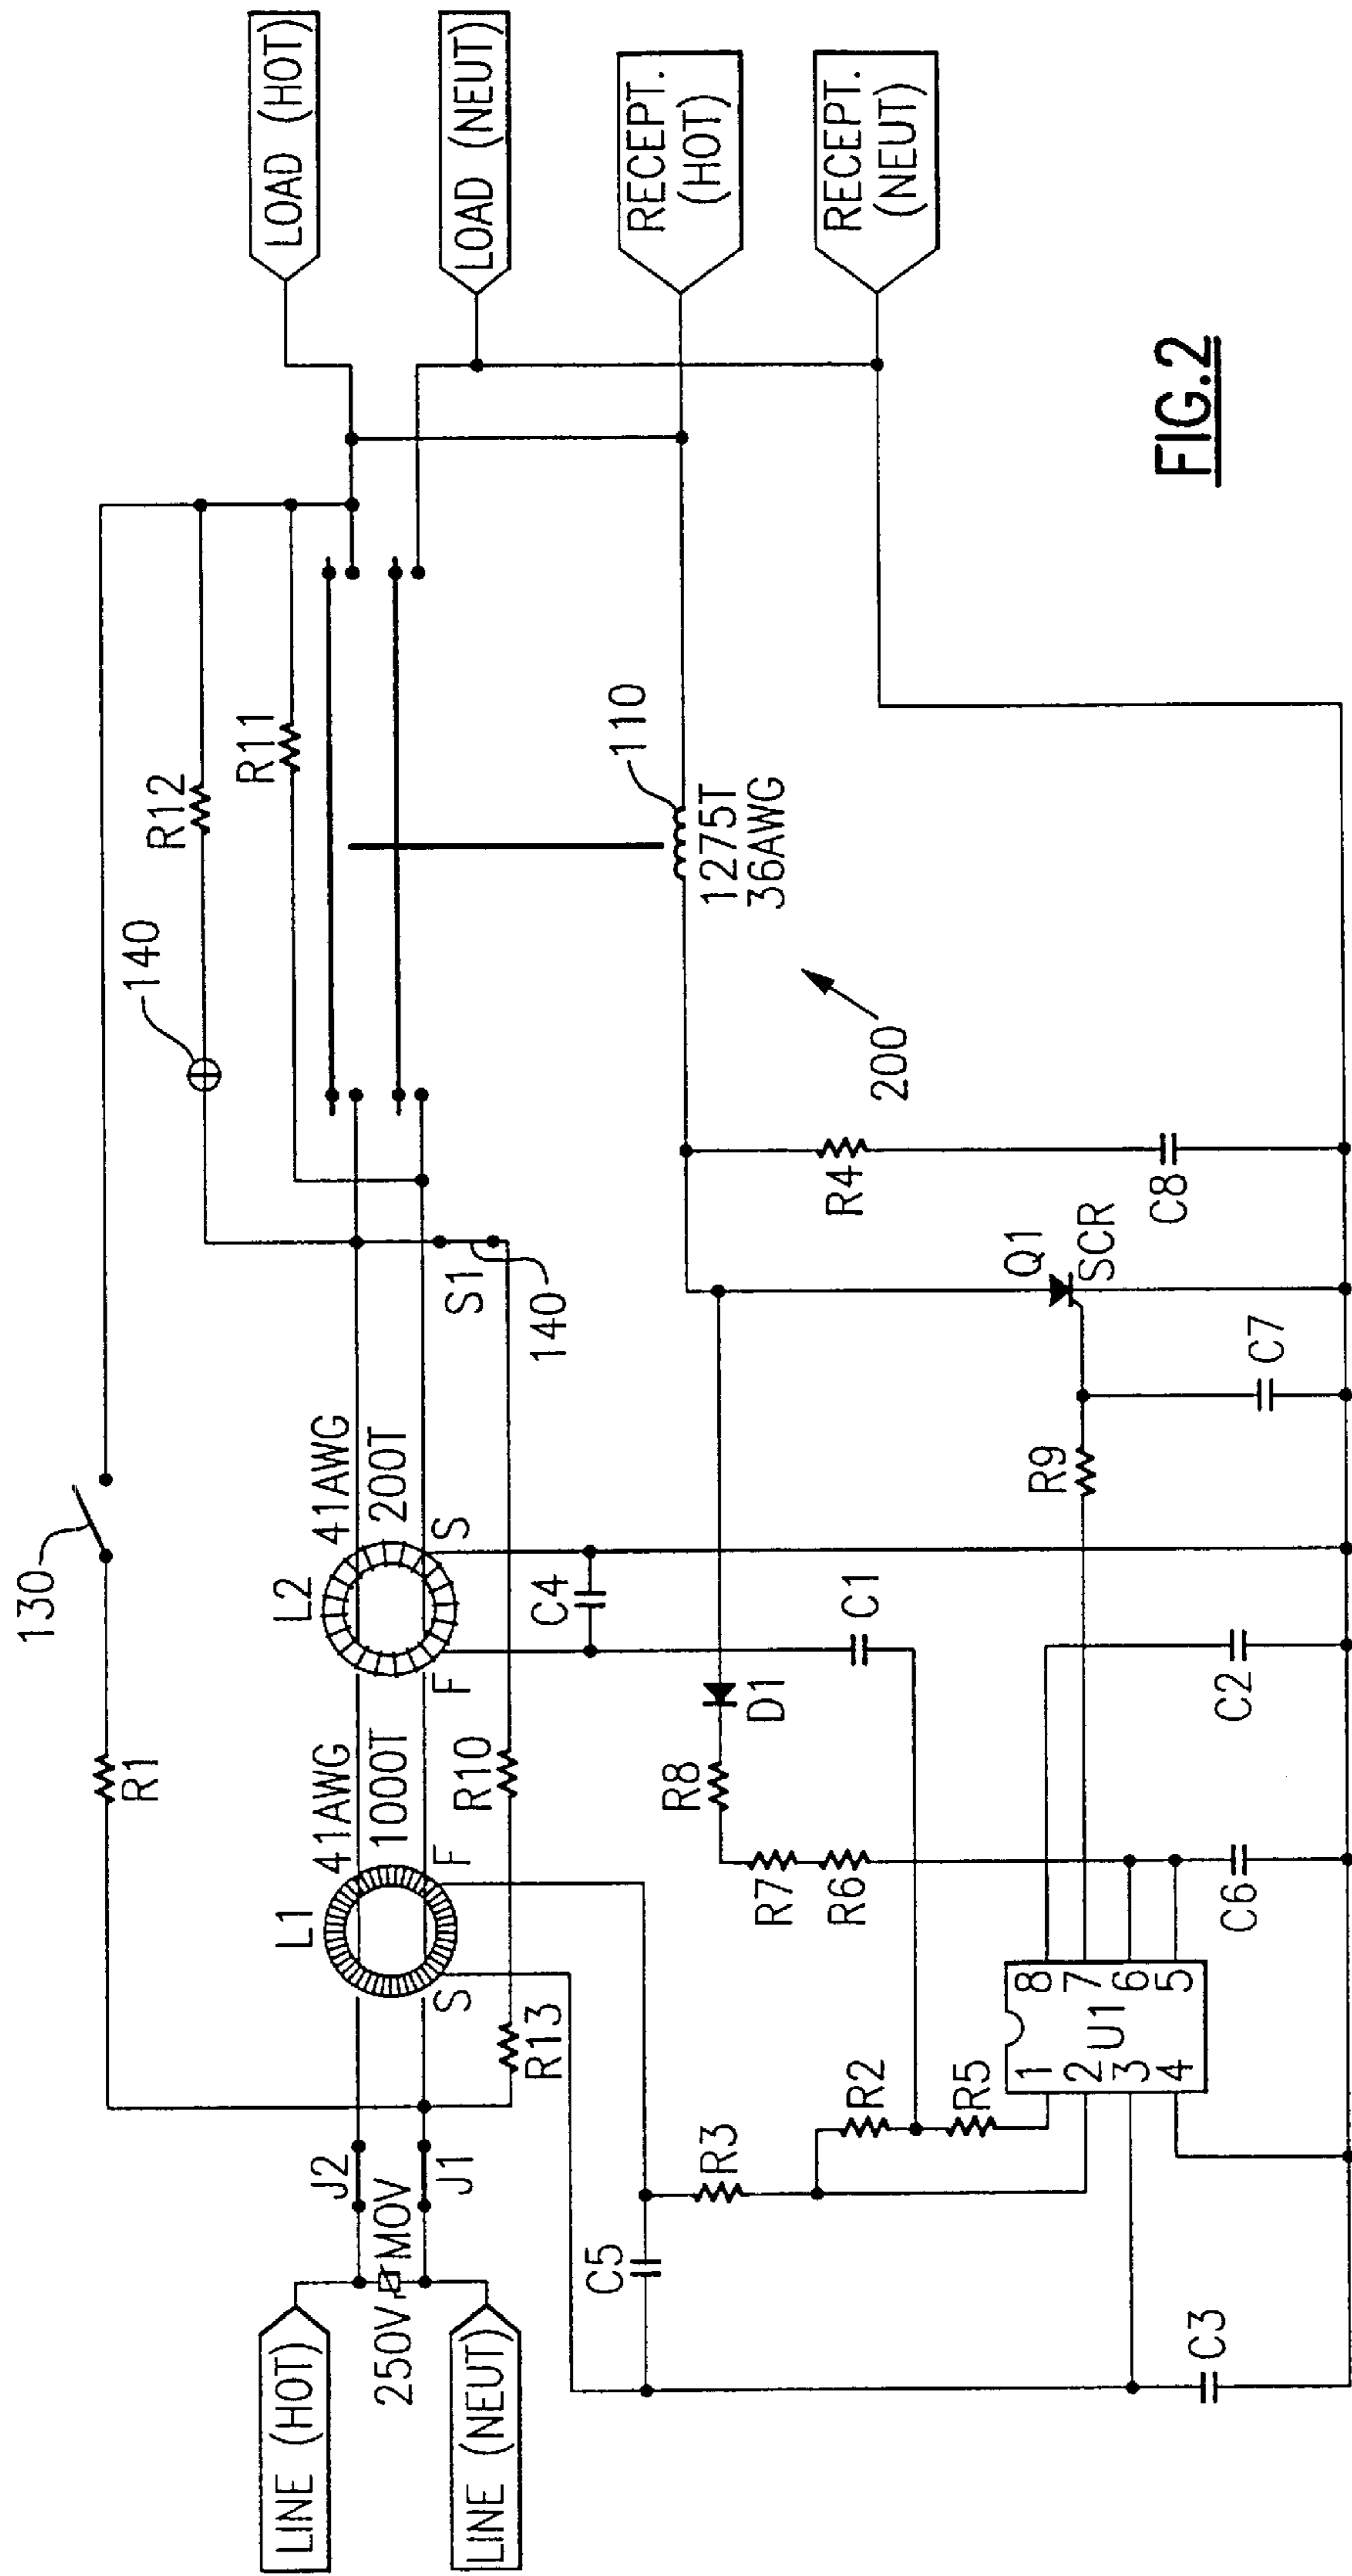 LOAD (HOT)
LOAD (NEUT)
RECEPT.
(HOT)
RECEPT.
(NEUT)
FIG.2
R12
R11
140
110
1275T
36AWG
200
R4
C8
S1
140
Q1
SCR
C7
R9
130
R1
L2
41AWG
200T
S
F
C4
C1
D1
C2
L1
41AWG
1000T
F
S
R10
R8
R7
R6
C6
R13
J2
J1
MOV
250V
LINE (HOT)
LINE (NEUT)
C5
R3
R2
R5
U1
1
2
3
4
8
7
6
5
C3